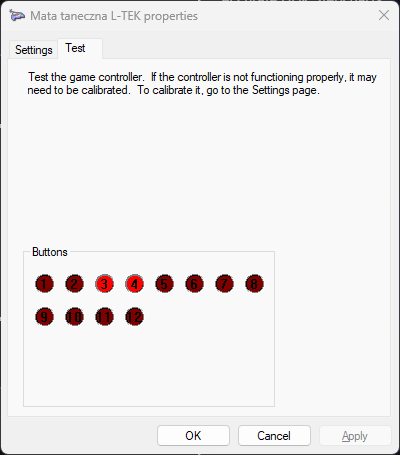 Mata taneczna L-TEK properties
Settings
Test
Test the game controller. If the controller is not functioning properly, it may
need to be calibrated. To calibrate it, go to the Settings page.
Buttons
1 2 3 4 5 6 7 8
9 10 11 12
OK Cancel Apply